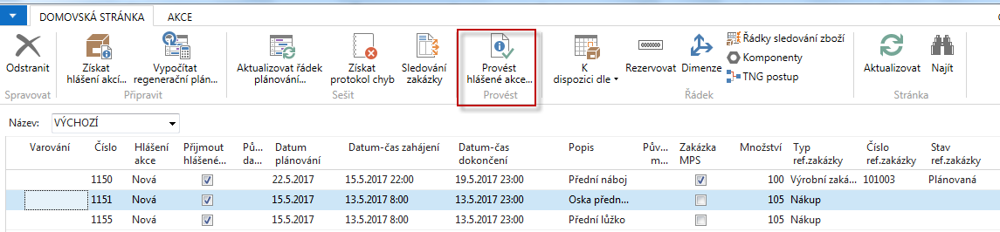 DOMOVSKÁ STRÁNKA AKCE
Odstranit
Získat hlášení akcí...
Vypočítat regenerační plán...
Aktualizovat řádek plánování...
Získat protokol chyb
Sledování zakázky
Provést hlášené akce...
K dispozici dle
Rezervovat
Dimenze
Řádky sledování zboží
Komponenty
TNG postup
Aktualizovat
Najít
Spravovat Připravit Sešit Provést Řádek Stránka
Název: VÝCHOZÍ
Varování Číslo Hlášení akce Přijmout hlášené... Pů... da... Datum plánování Datum-čas zahájení Datum-čas dokončení Popis Pův... m... Zakázka MPS Množství Typ ref.zakázky Číslo ref.zakázky Stav ref.zakázky
1150 Nová 22.5.2017 15.5.2017 22:00 19.5.2017 23:00 Přední náboj 100 Výrobní zaká... 101003 Plánovaná
1151 Nová 15.5.2017 13.5.2017 8:00 13.5.2017 23:00 Oska předn... 105 Nákup
1155 Nová 15.5.2017 13.5.2017 8:00 13.5.2017 23:00 Přední lůžko 105 Nákup